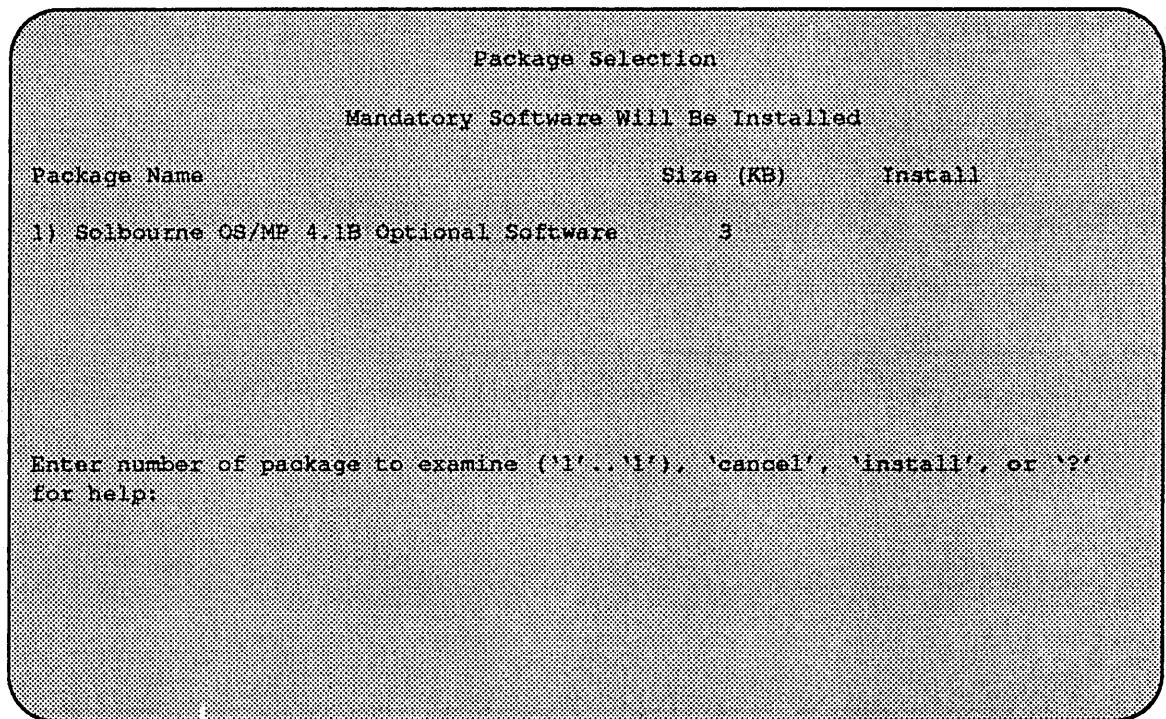 Package Selection
Mandatory Software Will Be Installed
Package Name Size (KB) Install
1) Solbourne OS/MP 4.1B Optional Software 3
Enter number of package to examine ('1'..'1'), 'cancel', 'install', or '?'
for help: